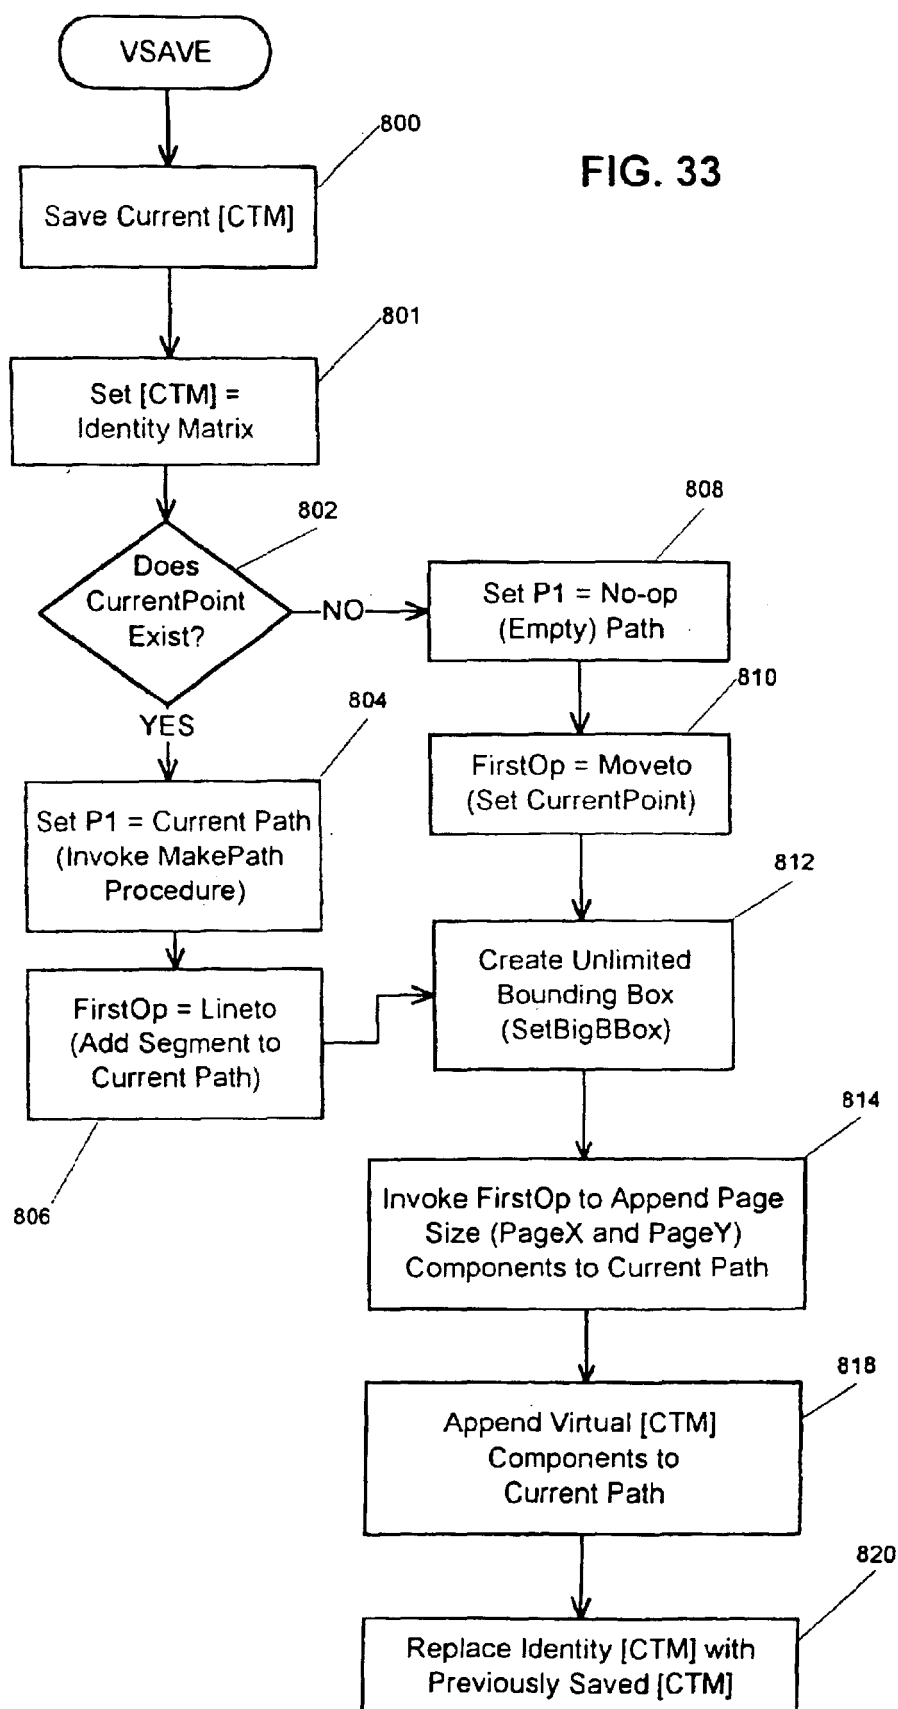 VSAVE
800
FIG. 33
Save Current [CTM]
801
Set [CTM] =
Identity Matrix
802
Does
CurrentPoint
Exist?
NO
YES
808
Set P1 = No-op
(Empty) Path
810
FirstOp = Moveto
(Set CurrentPoint)
804
Set P1 = Current Path
(Invoke MakePath
Procedure)
FirstOp = Lineto
(Add Segment to
Current Path)
806
812
Create Unlimited
Bounding Box
(SetBigBBox)
814
Invoke FirstOp to Append Page
Size (PageX and PageY)
Components to Current Path
818
Append Virtual [CTM]
Components to
Current Path
820
Replace Identity [CTM] with
Previously Saved [CTM]